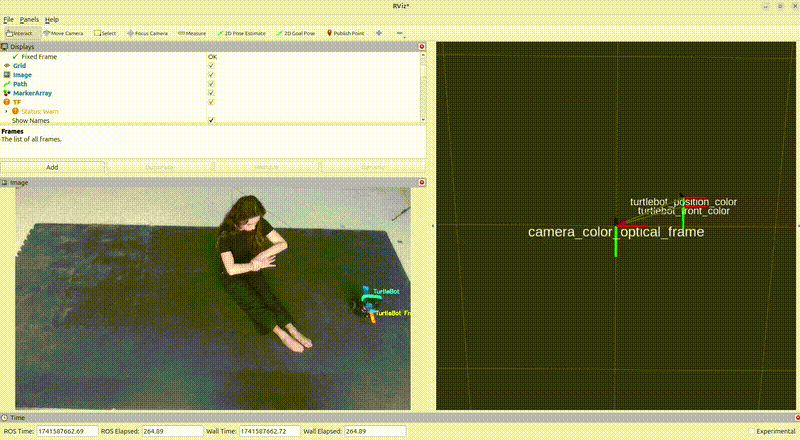 RViz*
File Panels Help
Interact Move Camera Select Focus Camera Measure 2D Pose Estimate 2D Goal Pose Publish Point
Displays
Fixed Frame OK
Grid
Image
Path
MarkerArray
TF
Status: Warn
Show Names
Frames
The list of all frames.
Add Duplicate Remove Rename
Image
TurtleBot
TurtleBot Fr
turtlebot_position_color
turtlebot_front_color
camera_color_optical_frame
Time
ROS Time: 1741587662.69 ROS Elapsed: 264.89 Wall Time: 1741587662.72 Wall Elapsed: 264.89 Experimental